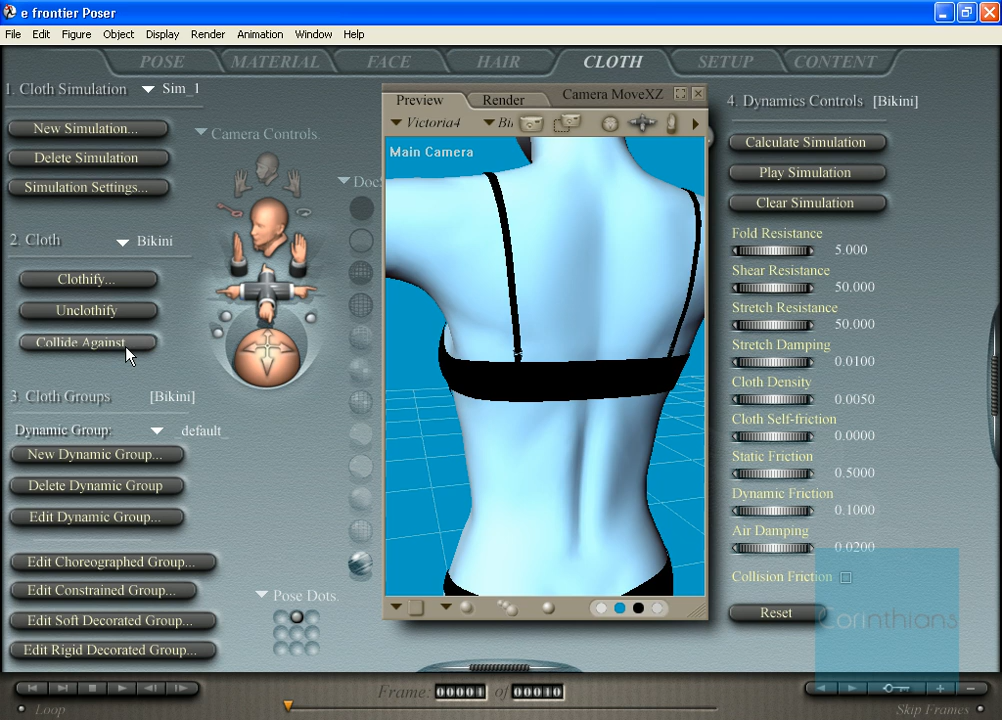 e frontier Poser
File Edit Figure Object Display Render Animation Window Help
POSE MATERIAL FACE HAIR CLOTH SETUP CONTENT
1. Cloth Simulation Sim_1
New Simulation...
Delete Simulation
Simulation Settings...
2. Cloth Bikini
Clothify...
Unclothify
Collide Against
3. Cloth Groups [Bikini]
Dynamic Group: _default_
New Dynamic Group...
Delete Dynamic Group
Edit Dynamic Group...
Edit Choreographed Group...
Edit Constrained Group...
Edit Soft Decorated Group...
Edit Rigid Decorated Group...
Camera Controls.
Pose Dots.
Preview Render Camera MoveXZ
Victoria4
Main Camera
4. Dynamics Controls [Bikini]
Calculate Simulation
Play Simulation
Clear Simulation
Fold Resistance
5.000
Shear Resistance
50.000
Stretch Resistance
50.000
Stretch Damping
0.0100
Cloth Density
0.0050
Cloth Self-friction
0.0000
Static Friction
0.5000
Dynamic Friction
0.1000
Air Damping
0.0200
Collision Friction
Reset
Corinthians
Frame: 00001 of 00010
Loop
Skip Frames